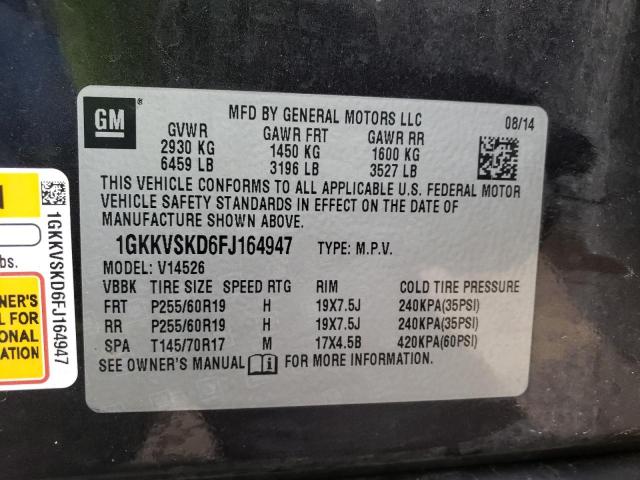 GM
MFD BY GENERAL MOTORS LLC
08/14
GVWR GAWR FRT GAWR RR
2930 KG 1450 KG 1600 KG
6459 LB 3196 LB 3527 LB
THIS VEHICLE CONFORMS TO ALL APPLICABLE U.S. FEDERAL MOTOR
VEHICLE SAFETY STANDARDS IN EFFECT ON THE DATE OF
MANUFACTURE SHOWN ABOVE.
1GKKVSKD6FJ164947 TYPE: M.P.V.
MODEL: V14526
VBBK TIRE SIZE SPEED RTG RIM COLD TIRE PRESSURE
FRT P255/60R19 H 19X7.5J 240KPA(35PSI)
RR P255/60R19 H 19X7.5J 240KPA(35PSI)
SPA T145/70R17 M 17X4.5B 420KPA(60PSI)
SEE OWNER'S MANUAL i FOR MORE INFORMATION.
1GKKVSKD6FJ164947
lbs.
NER'S
L FOR
ONAL
ATION